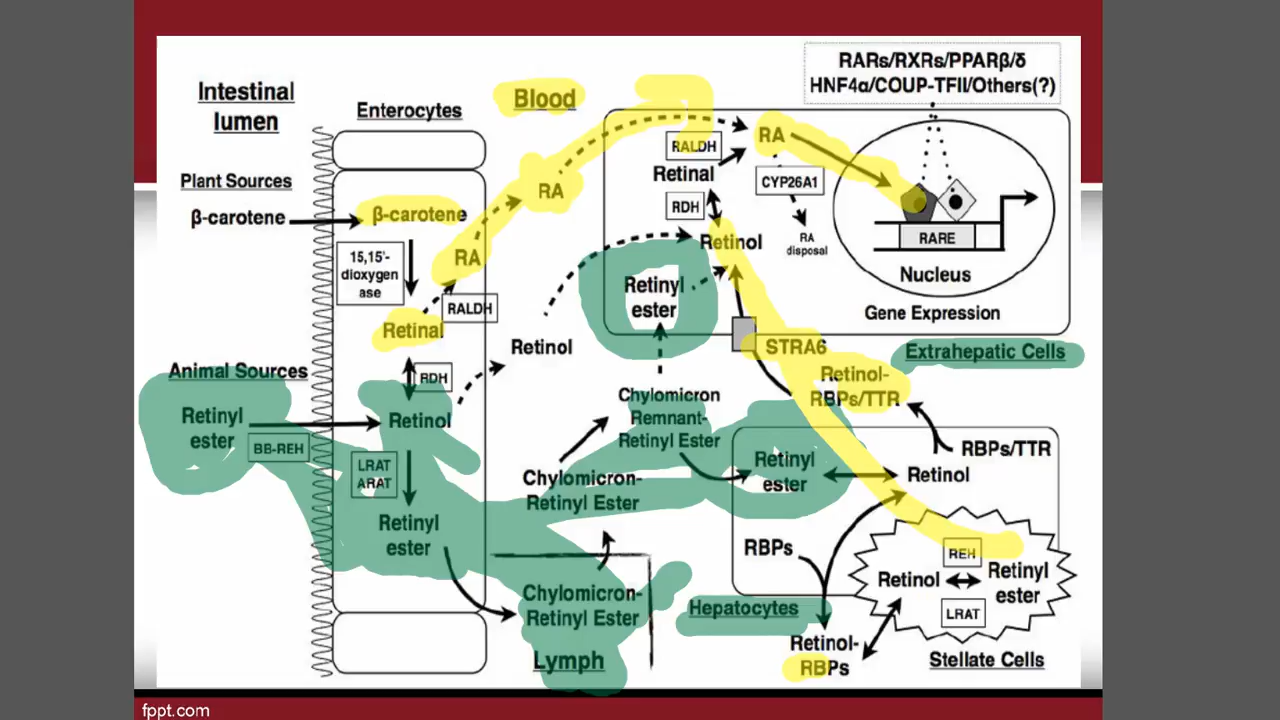 Intestinal
lumen
Plant Sources
β-carotene
Animal Sources
Retinyl
ester
BB-REH
Enterocytes
β-carotene
15,15'-
dioxygen
ase
RA
RALDH
Retinal
RDH
Retinol
LRAT
ARAT
Retinyl
ester
Blood
RA
Retinol
Chylomicron
Remnant-
Retinyl Ester
Chylomicron-
Retinyl Ester
Chylomicron-
Retinyl Ester
Lymph
RARs/RXRs/PPARβ/δ
HNF4α/COUP-TFII/Others(?)
RALDH
RA
Retinal
CYP26A1
RDH
RA
disposal
Retinol
Retinyl
ester
RARE
Nucleus
Gene Expression
STRA6
Extrahepatic Cells
Retinol-
RBPs/TTR
RBPs/TTR
Retinyl
ester
Retinol
RBPs
Hepatocytes
REH
Retinol
Retinyl
ester
LRAT
Retinol-
RBPs
Stellate Cells
fppt.com